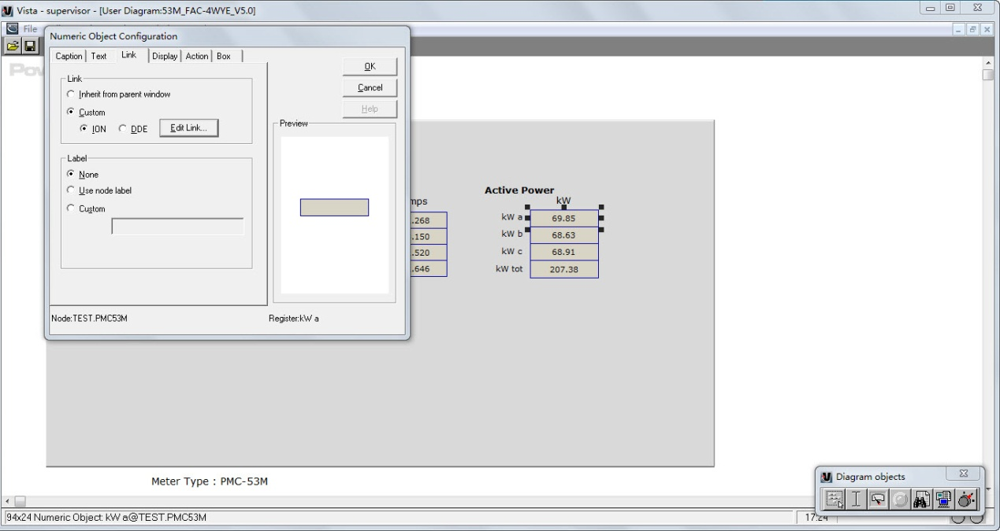 Vista - supervisor - [User Diagram:53M_FAC-4WYE_V5.0]
File
Numeric Object Configuration
Caption Text Link Display Action Box
OK
Cancel
Help
Link
Inherit from parent window
Custom
ION DDE Edit Link...
Label
None
Use node label
Custom
Preview
Node:TEST.PMC53M Register:kW a
Active Power
mps kW
.268 kW a 69.85
.150 kW b 68.63
.520 kW c 68.91
.646 kW tot 207.38
Meter Type : PMC-53M
Diagram objects
94x24 Numeric Object: kW a@TEST.PMC53M
17:24